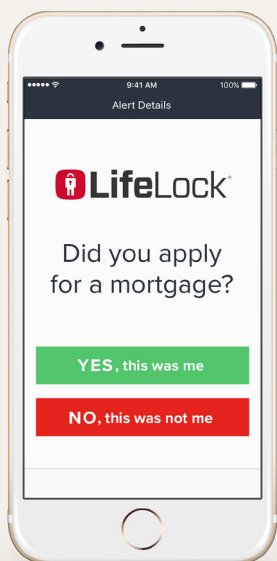 9:41 AM
100%
Alert Details
LifeLock®
Did you apply
for a mortgage?
YES, this was me
NO, this was not me